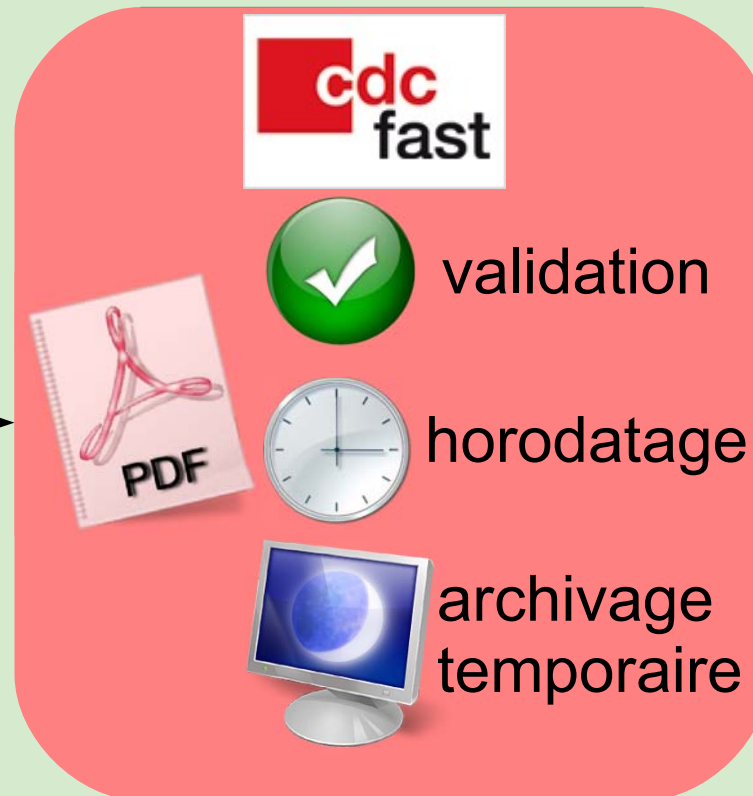 cdc
fast
validation
PDF
horodatage
archivage
temporaire